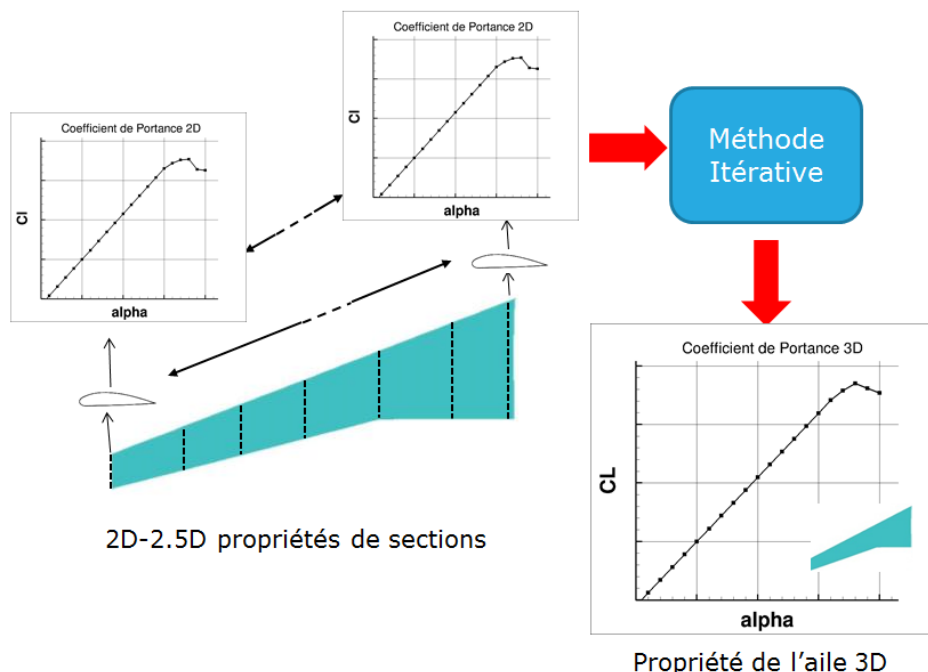 Coefficient de Portance 2D
Cl
alpha
Coefficient de Portance 2D
Cl
alpha
Méthode
Itérative
2D-2.5D propriétés de sections
Coefficient de Portance 3D
CL
alpha
Propriété de l'aile 3D